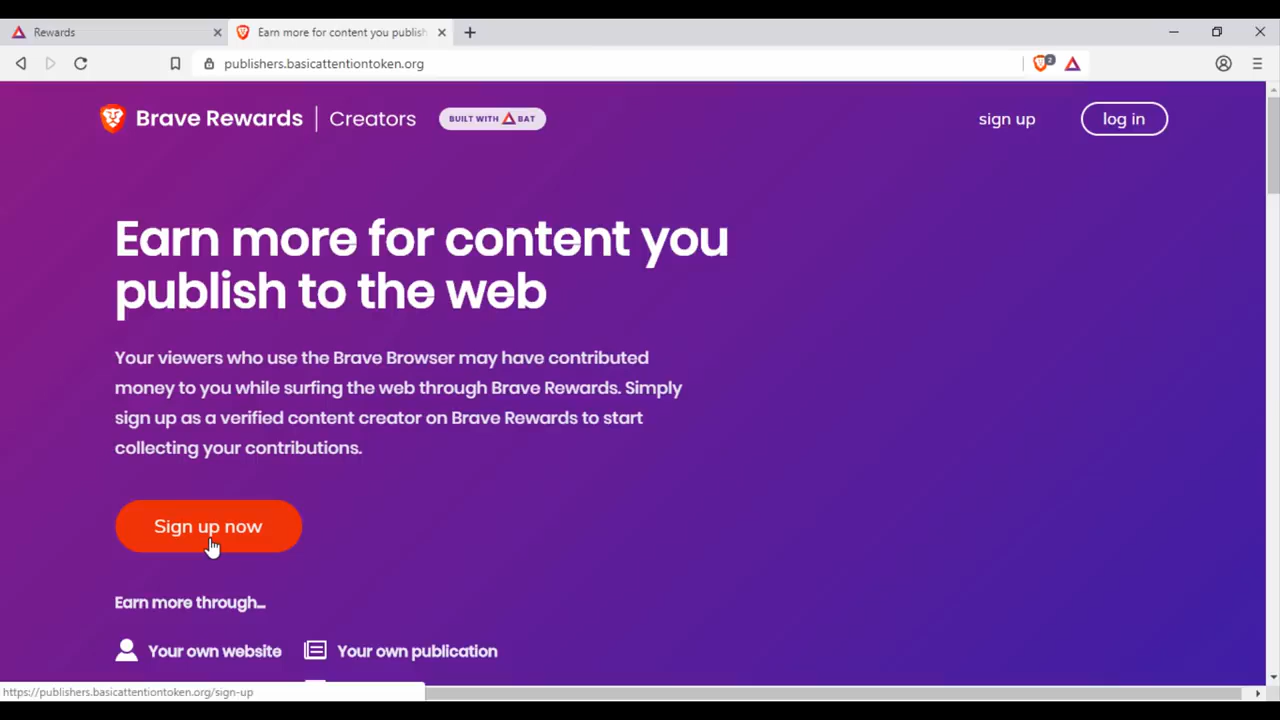 Rewards
Earn more for content you publish
publishers.basicattentiontoken.org
2
Brave Rewards | Creators
BUILT WITH BAT
sign up
log in
Earn more for content you
publish to the web
Your viewers who use the Brave Browser may have contributed
money to you while surfing the web through Brave Rewards. Simply
sign up as a verified content creator on Brave Rewards to start
collecting your contributions.
Sign up now
Earn more through...
Your own website
Your own publication
https://publishers.basicattentiontoken.org/sign-up